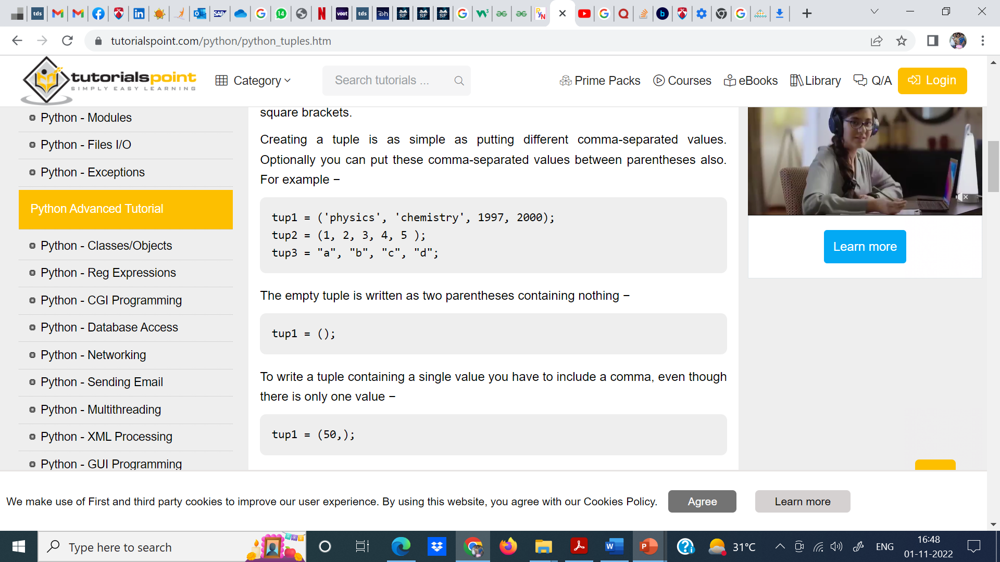 tds
14
SAP
voot
tds
tutorialspoint.com/python/python_tuples.htm
tutorialspoint
SIMPLY EASY LEARNING
Category
Search tutorials ...
Prime Packs
Courses
eBooks
Library
Q/A
Login
Python - Modules
Python - Files I/O
Python - Exceptions
Python Advanced Tutorial
Python - Classes/Objects
Python - Reg Expressions
Python - CGI Programming
Python - Database Access
Python - Networking
Python - Sending Email
Python - Multithreading
Python - XML Processing
Python - GUI Programming
square brackets.
Creating a tuple is as simple as putting different comma-separated values.
Optionally you can put these comma-separated values between parentheses also.
For example −
tup1 = ('physics', 'chemistry', 1997, 2000);
tup2 = (1, 2, 3, 4, 5 );
tup3 = "a", "b", "c", "d";
The empty tuple is written as two parentheses containing nothing −
tup1 = ();
To write a tuple containing a single value you have to include a comma, even though
there is only one value −
tup1 = (50,);
Learn more
We make use of First and third party cookies to improve our user experience. By using this website, you agree with our Cookies Policy.
Agree
Learn more
Type here to search
31°C
ENG
16:48
01-11-2022